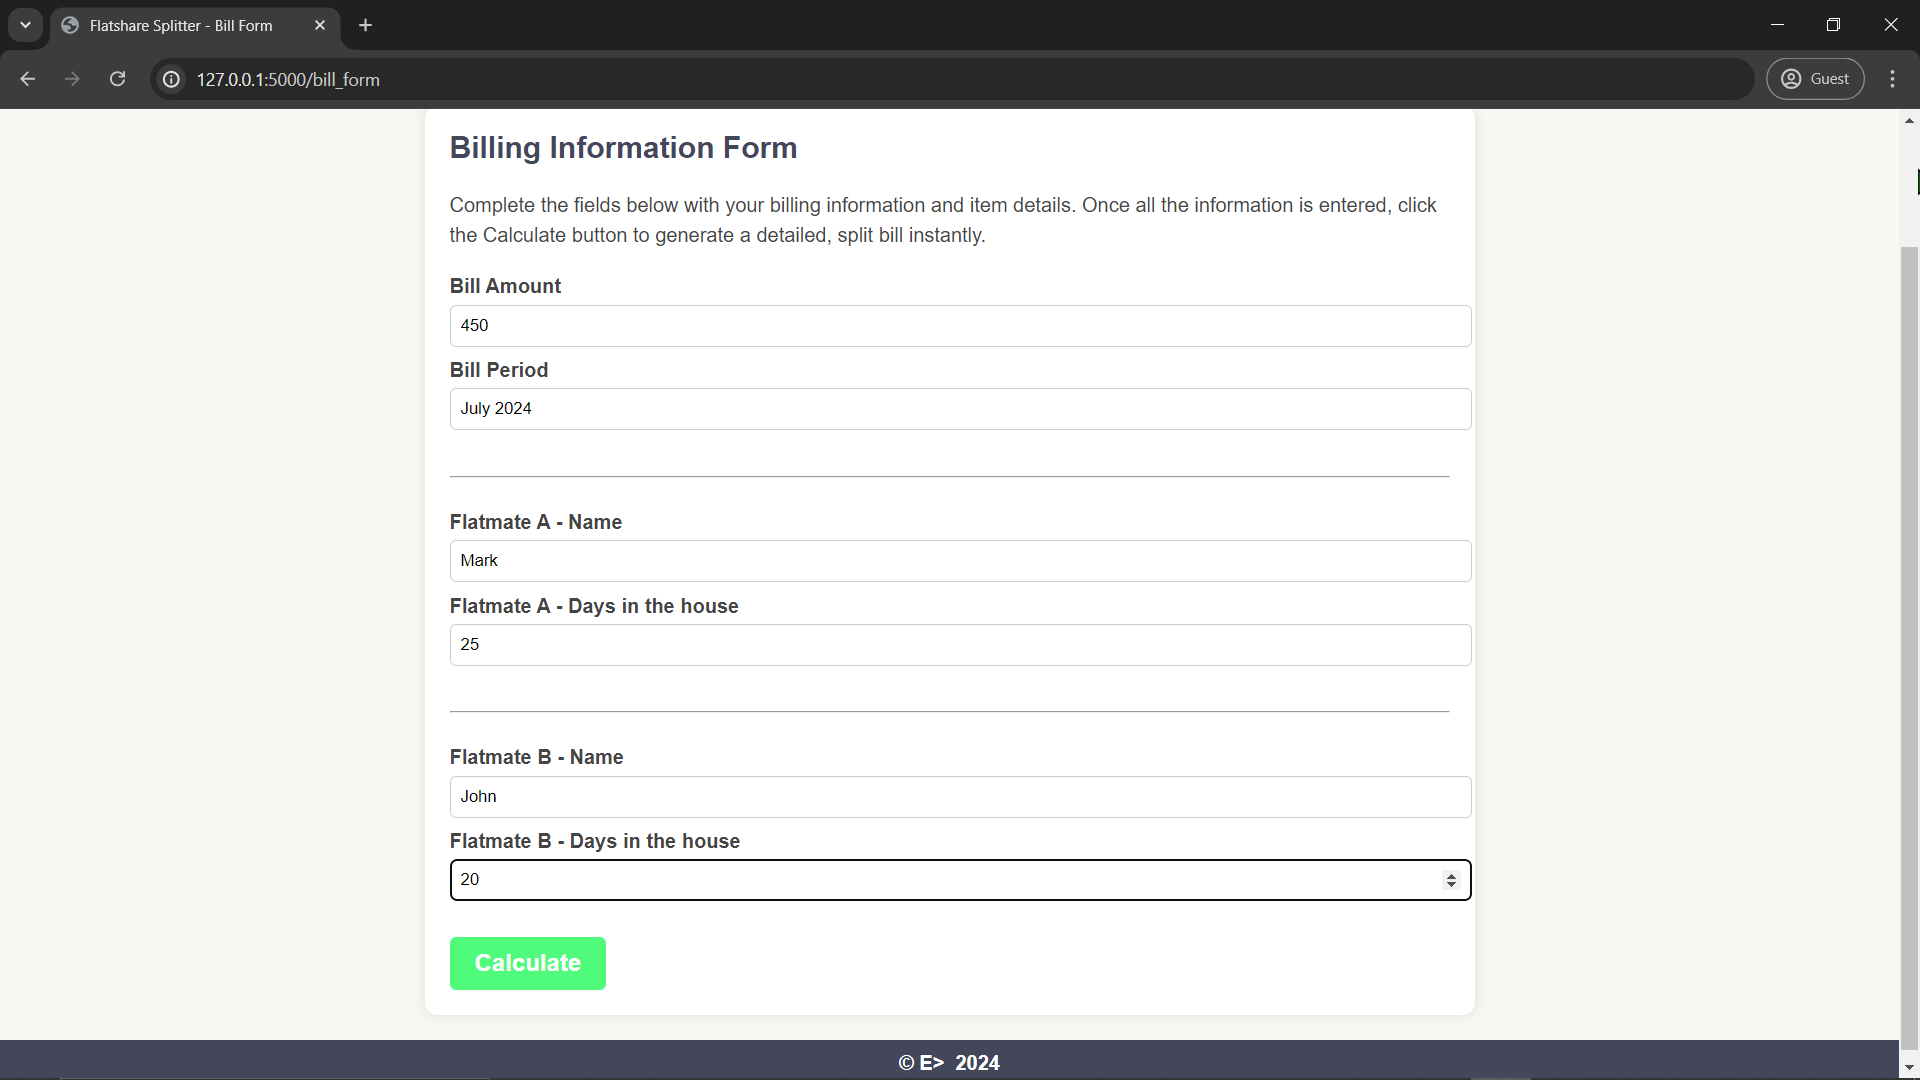 Flatshare Splitter - Bill Form
127.0.0.1:5000/bill_form
Guest
Billing Information Form
Complete the fields below with your billing information and item details. Once all the information is entered, click
the Calculate button to generate a detailed, split bill instantly.
Bill Amount
450
Bill Period
July 2024
Flatmate A - Name
Mark
Flatmate A - Days in the house
25
Flatmate B - Name
John
Flatmate B - Days in the house
20
Calculate
© E> 2024